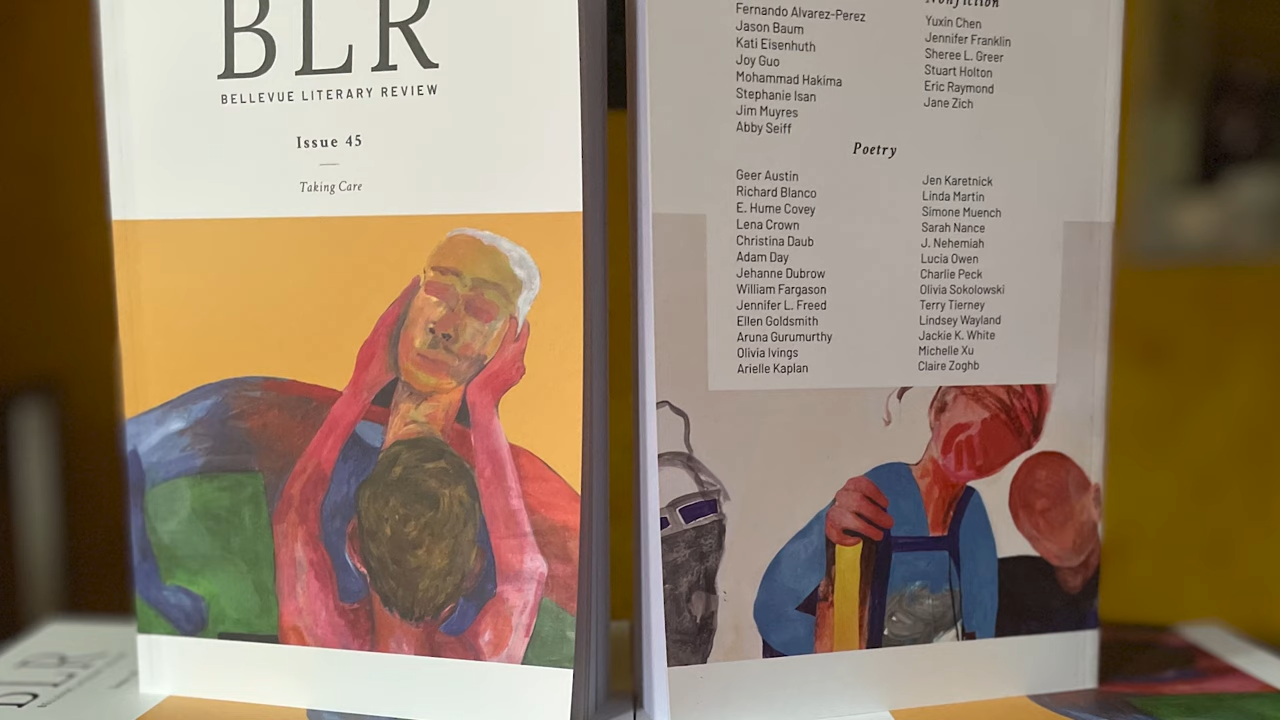 BLR
BELLEVUE LITERARY REVIEW
Issue 45
Taking Care
Fernando Alvarez-Perez
Jason Baum
Kati Eisenhuth
Joy Guo
Mohammad Hakima
Stephanie Isan
Jim Muyres
Abby Seiff
Nonfiction
Yuxin Chen
Jennifer Franklin
Sheree L. Greer
Stuart Holton
Eric Raymond
Jane Zich
Poetry
Geer Austin
Richard Blanco
E. Hume Covey
Lena Crown
Christina Daub
Adam Day
Jehanne Dubrow
William Fargason
Jennifer L. Freed
Ellen Goldsmith
Aruna Gurumurthy
Olivia Ivings
Arielle Kaplan
Jen Karetnick
Linda Martin
Simone Muench
Sarah Nance
J. Nehemiah
Lucia Owen
Charlie Peck
Olivia Sokolowski
Terry Tierney
Lindsey Wayland
Jackie K. White
Michelle Xu
Claire Zoghb
BLR